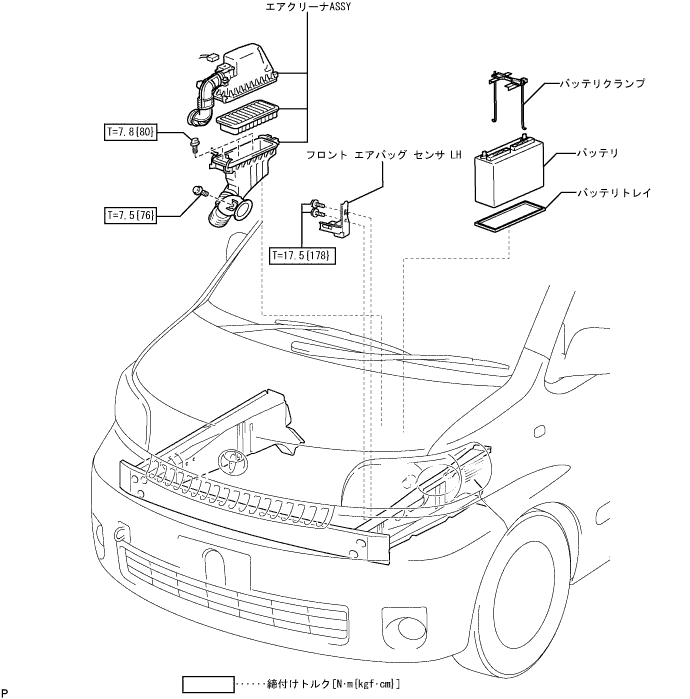 エアクリーナASSY
バッテリクランプ
T=7.8{80}
バッテリ
フロント エアバッグ センサ LH
バッテリトレイ
T=7.5{76}
T=17.5{178}
······締付けトルク[N·m{kgf·cm}]
P